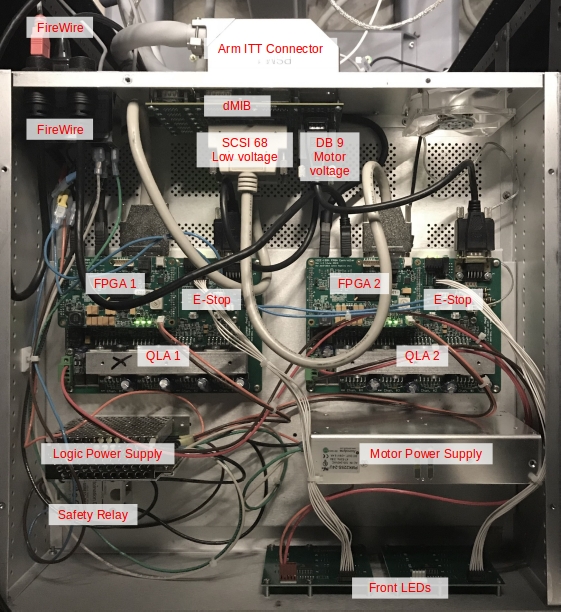 FireWire
Arm ITT Connector
FireWire
dMIB
SCSI 68
Low voltage
DB 9
Motor
voltage
FPGA 1
E-Stop
FPGA 2
E-Stop
QLA 1
QLA 2
Logic Power Supply
Motor Power Supply
Safety Relay
Front LEDs